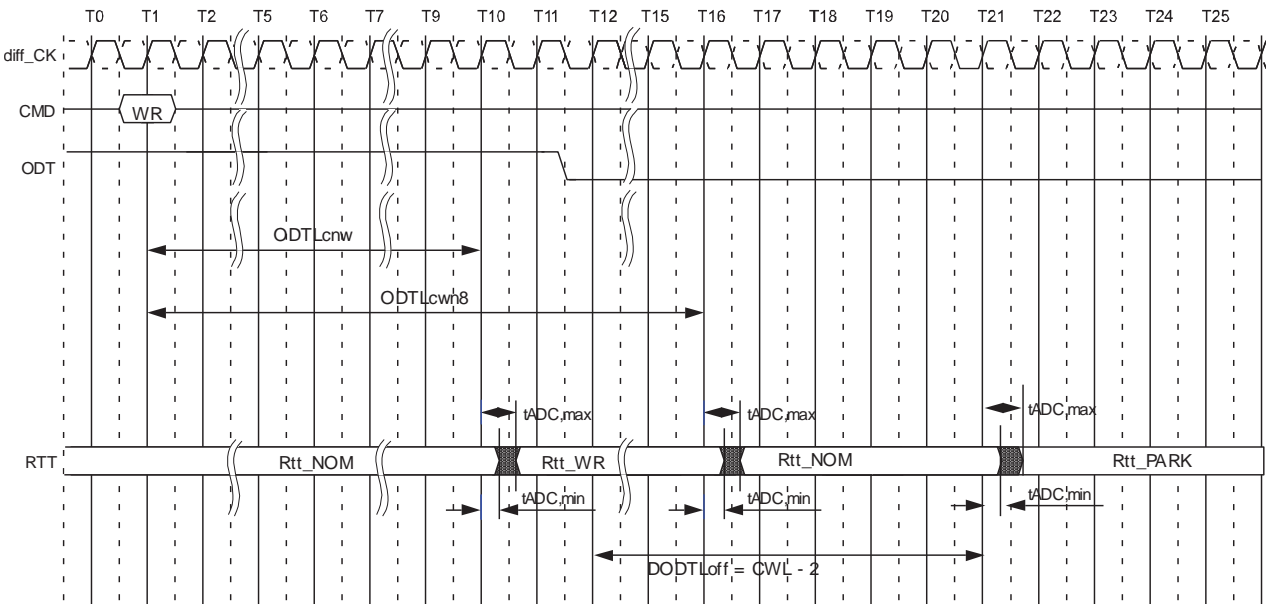 T0 T1 T2 T5 T6 T7 T9 T10 T11 T12 T15 T16 T17 T18 T19 T20 T21 T22 T23 T24 T25
diff_CK
CMD WR
ODT
ODTLcnw
ODTLcwn8
tADC,max tADC,max tADC,max
RTT Rtt_NOM Rtt_WR Rtt_NOM Rtt_PARK
tADC,min tADC,min tADC,min
DODTLoff = CWL - 2